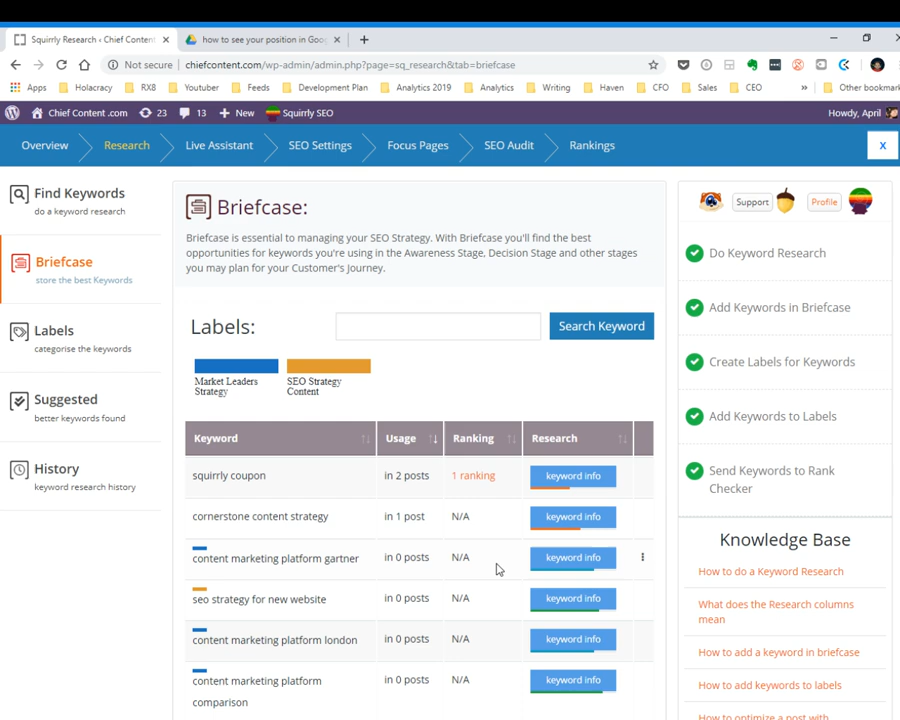 Squirrly Research ‹ Chief Content
how to see your position in Goog
Not secure
chiefcontent.com/wp-admin/admin.php?page=sq_research&tab=briefcase
Apps
Holacracy
RX8
Youtuber
Feeds
Development Plan
Analytics 2019
Analytics
Writing
Haven
CFO
Sales
CEO
»
Other bookmark
Chief Content .com
23
13
New
Squirrly SEO
Howdy, April
Overview
Research
Live Assistant
SEO Settings
Focus Pages
SEO Audit
Rankings
X
Find Keywords
do a keyword research
Briefcase
store the best Keywords
Labels
categorise the keywords
Suggested
better keywords found
History
keyword research history
Briefcase:
Briefcase is essential to managing your SEO Strategy. With Briefcase you'll find the best
opportunities for keywords you're using in the Awareness Stage, Decision Stage and other stages
you may plan for your Customer's Journey.
Labels:
Search Keyword
Market Leaders
Strategy
SEO Strategy
Content
Keyword Usage Ranking Research
squirrly coupon in 2 posts 1 ranking keyword info
cornerstone content strategy in 1 post N/A keyword info
content marketing platform gartner in 0 posts N/A keyword info
seo strategy for new website in 0 posts N/A keyword info
content marketing platform london in 0 posts N/A keyword info
content marketing platform in 0 posts N/A keyword info
comparison
Support
Profile
Do Keyword Research
Add Keywords in Briefcase
Create Labels for Keywords
Add Keywords to Labels
Send Keywords to Rank
Checker
Knowledge Base
How to do a Keyword Research
What does the Research columns
mean
How to add a keyword in briefcase
How to add keywords to labels
How to optimize a post with